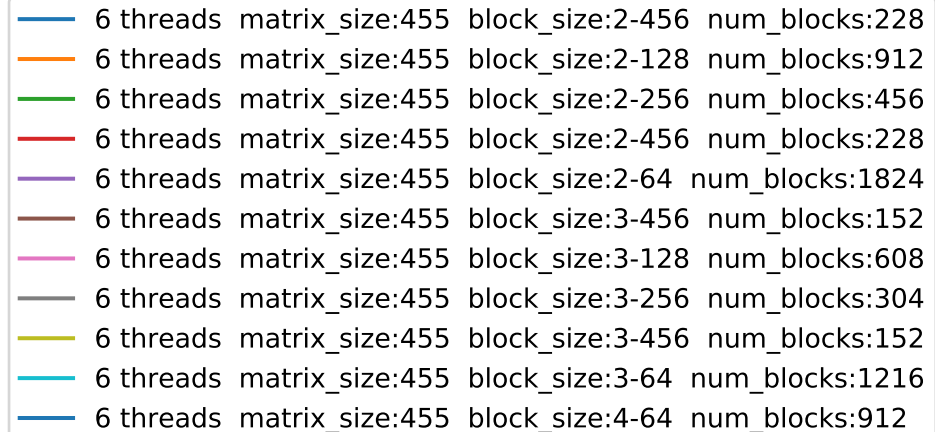 6 threads  matrix_size:455  block_size:2-456  num_blocks:228
6 threads  matrix_size:455  block_size:2-128  num_blocks:912
6 threads  matrix_size:455  block_size:2-256  num_blocks:456
6 threads  matrix_size:455  block_size:2-456  num_blocks:228
6 threads  matrix_size:455  block_size:2-64  num_blocks:1824
6 threads  matrix_size:455  block_size:3-456  num_blocks:152
6 threads  matrix_size:455  block_size:3-128  num_blocks:608
6 threads  matrix_size:455  block_size:3-256  num_blocks:304
6 threads  matrix_size:455  block_size:3-456  num_blocks:152
6 threads  matrix_size:455  block_size:3-64  num_blocks:1216
6 threads  matrix_size:455  block_size:4-64  num_blocks:912